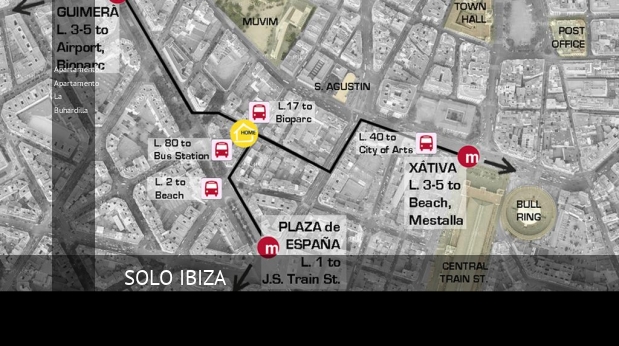 GUIMERÀ
L. 3-5 to
Airport,
Bioparc
Apartamento
Apartamento
La
Buhardilla
MUVIM
TOWN
HALL
POST
OFFICE
S. AGUSTIN
L.17 to
Bioparc
HOME
L. 80 to
Bus Station
L. 40 to
City of Arts
m
XÁTIVA
L. 3-5 to
Beach,
Mestalla
L. 2 to
Beach
BULL
RING
PLAZA de
ESPAÑA
L. 1 to
J.S. Train St.
m
CENTRAL
TRAIN ST.
SOLO IBIZA